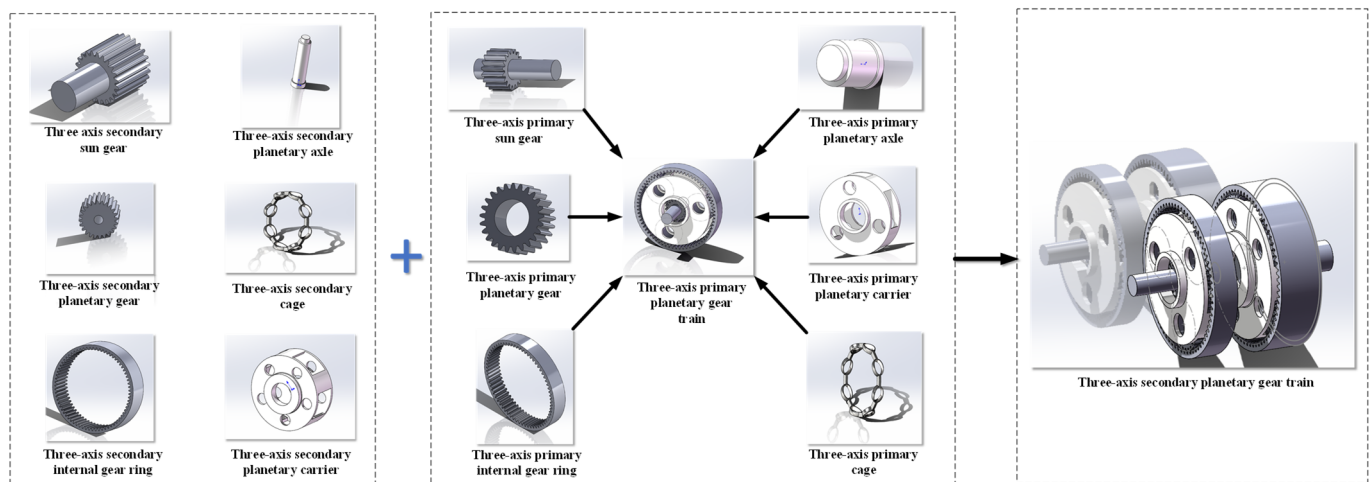 Three axis secondary
sun gear
Three-axis secondary
planetary axle
Three-axis secondary
planetary gear
Three-axis secondary
cage
Three-axis secondary
internal gear ring
Three-axis secondary
planetary carrier
+
Three-axis primary
sun gear
Three-axis primary
planetary axle
Three-axis primary
planetary gear
Three-axis primary
planetary gear
train
Three-axis primary
planetary carrier
Three-axis primary
internal gear ring
Three-axis primary
cage
Three-axis secondary planetary gear train